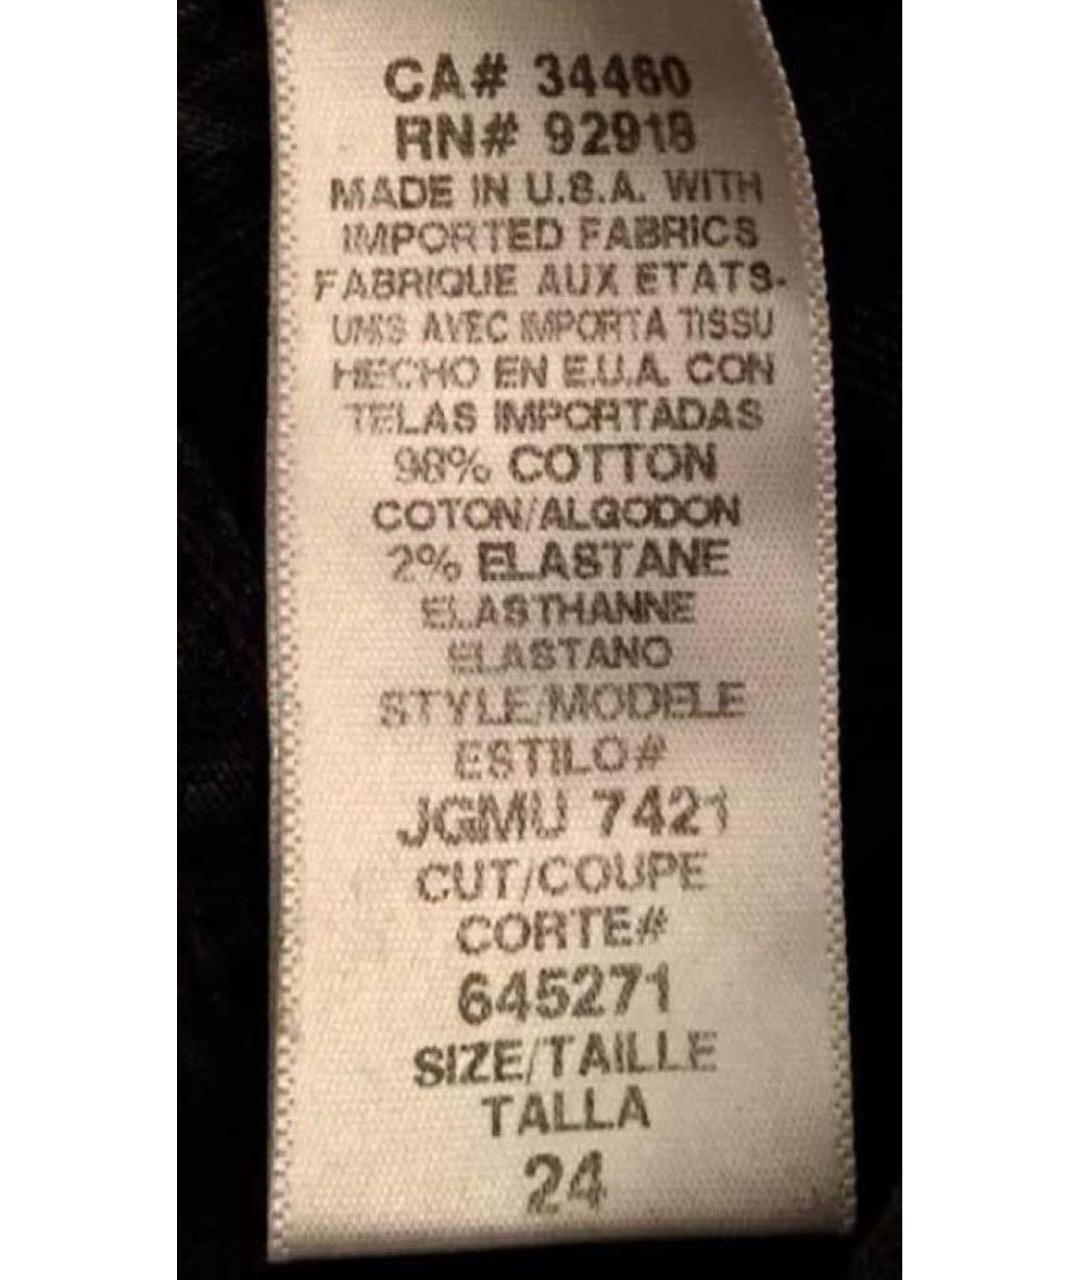 CA# 34460
RN# 92918
MADE IN U.S.A. WITH
IMPORTED FABRICS
FABRIQUE AUX ETATS-
UNIS AVEC IMPORTA TISSU
HECHO EN E.U.A. CON
TELAS IMPORTADAS
98% COTTON
COTON/ALGODON
2% ELASTANE
ELASTHANNE
ELASTANO
STYLE/MODELE
ESTILO#
JGMU 7421
CUT/COUPE
CORTE#
645271
SIZE/TAILLE
TALLA
24